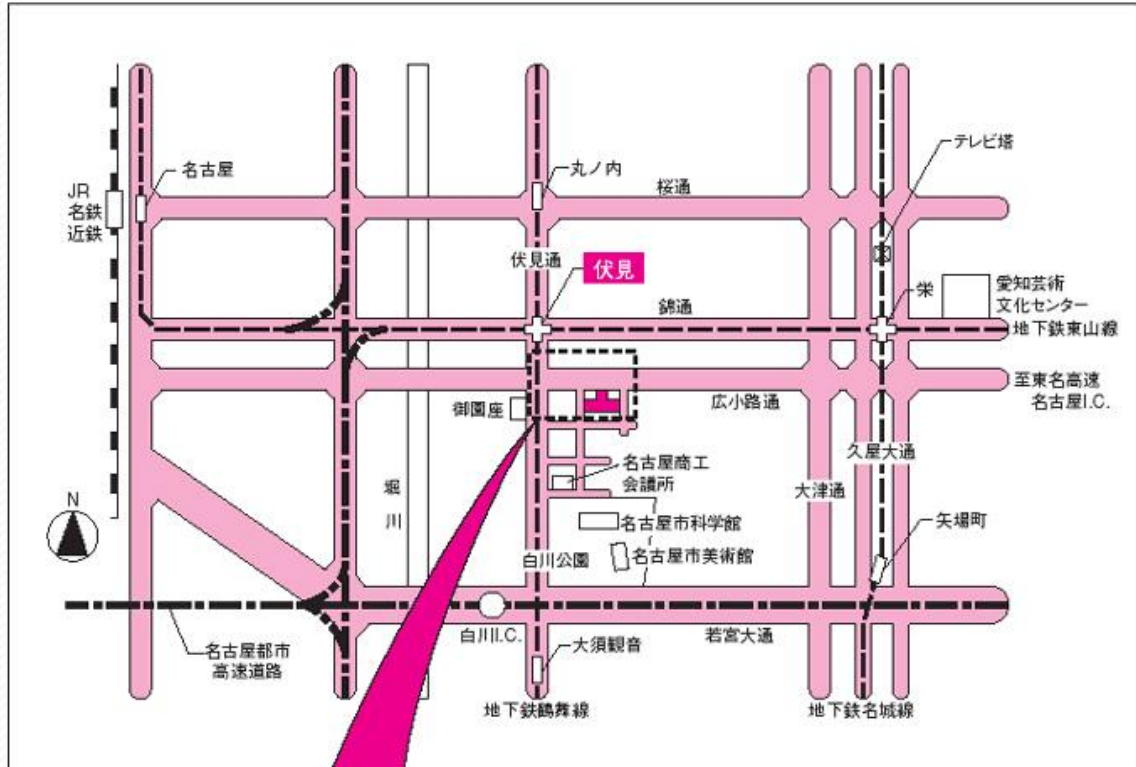 テレビ塔
名古屋
丸ノ内
桜通
JR
名鉄
近鉄
伏見通
伏見
栄
愛知芸術
文化センター
錦通
地下鉄東山線
至東名高速
名古屋I.C.
御園座
広小路通
久屋大通
名古屋商工
会議所
堀川
大津通
N
名古屋市科学館
矢場町
白川公園
名古屋市美術館
白川I.C.
若宮大通
名古屋都市
高速道路
大須観音
地下鉄鶴舞線
地下鉄名城線